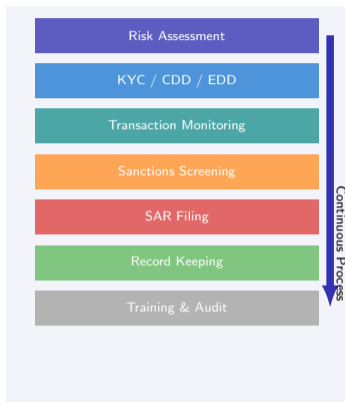 Risk Assessment
KYC / CDD / EDD
Transaction Monitoring
Sanctions Screening
SAR Filing
Record Keeping
Training & Audit
Continuous Process